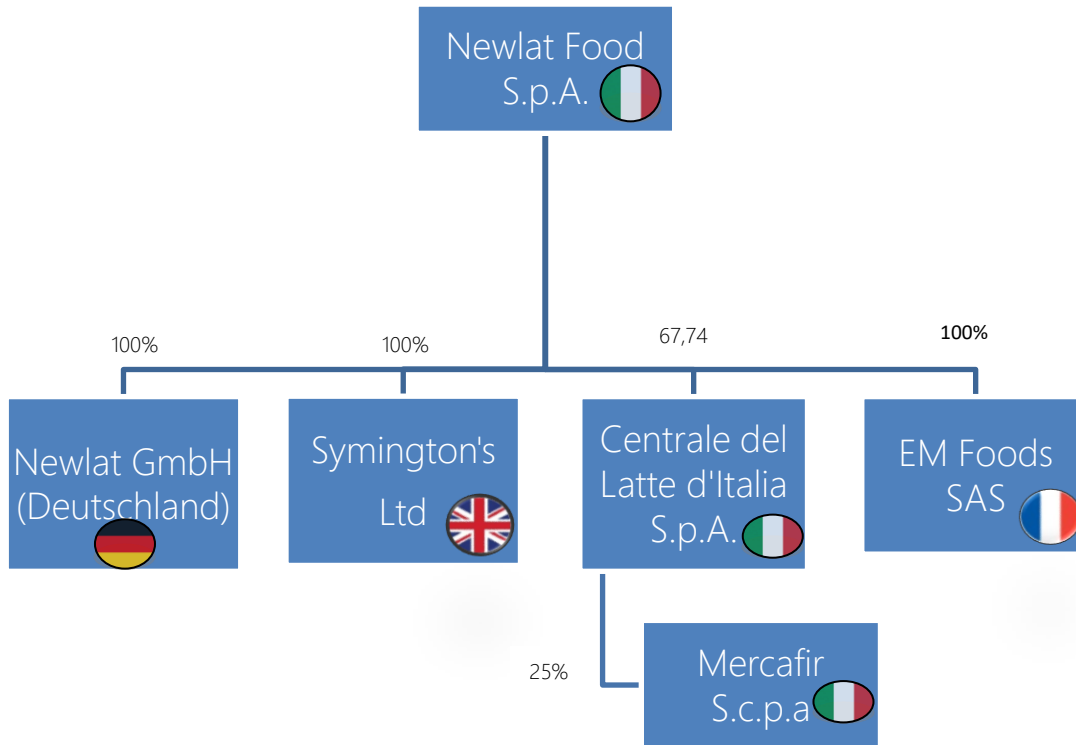 Newlat Food
S.p.A.
100%
100%
67,74
100%
Newlat GmbH
(Deutschland)
Symington's
Ltd
Centrale del
Latte d'Italia
S.p.A.
EM Foods
SAS
25%
Mercafir
S.c.p.a